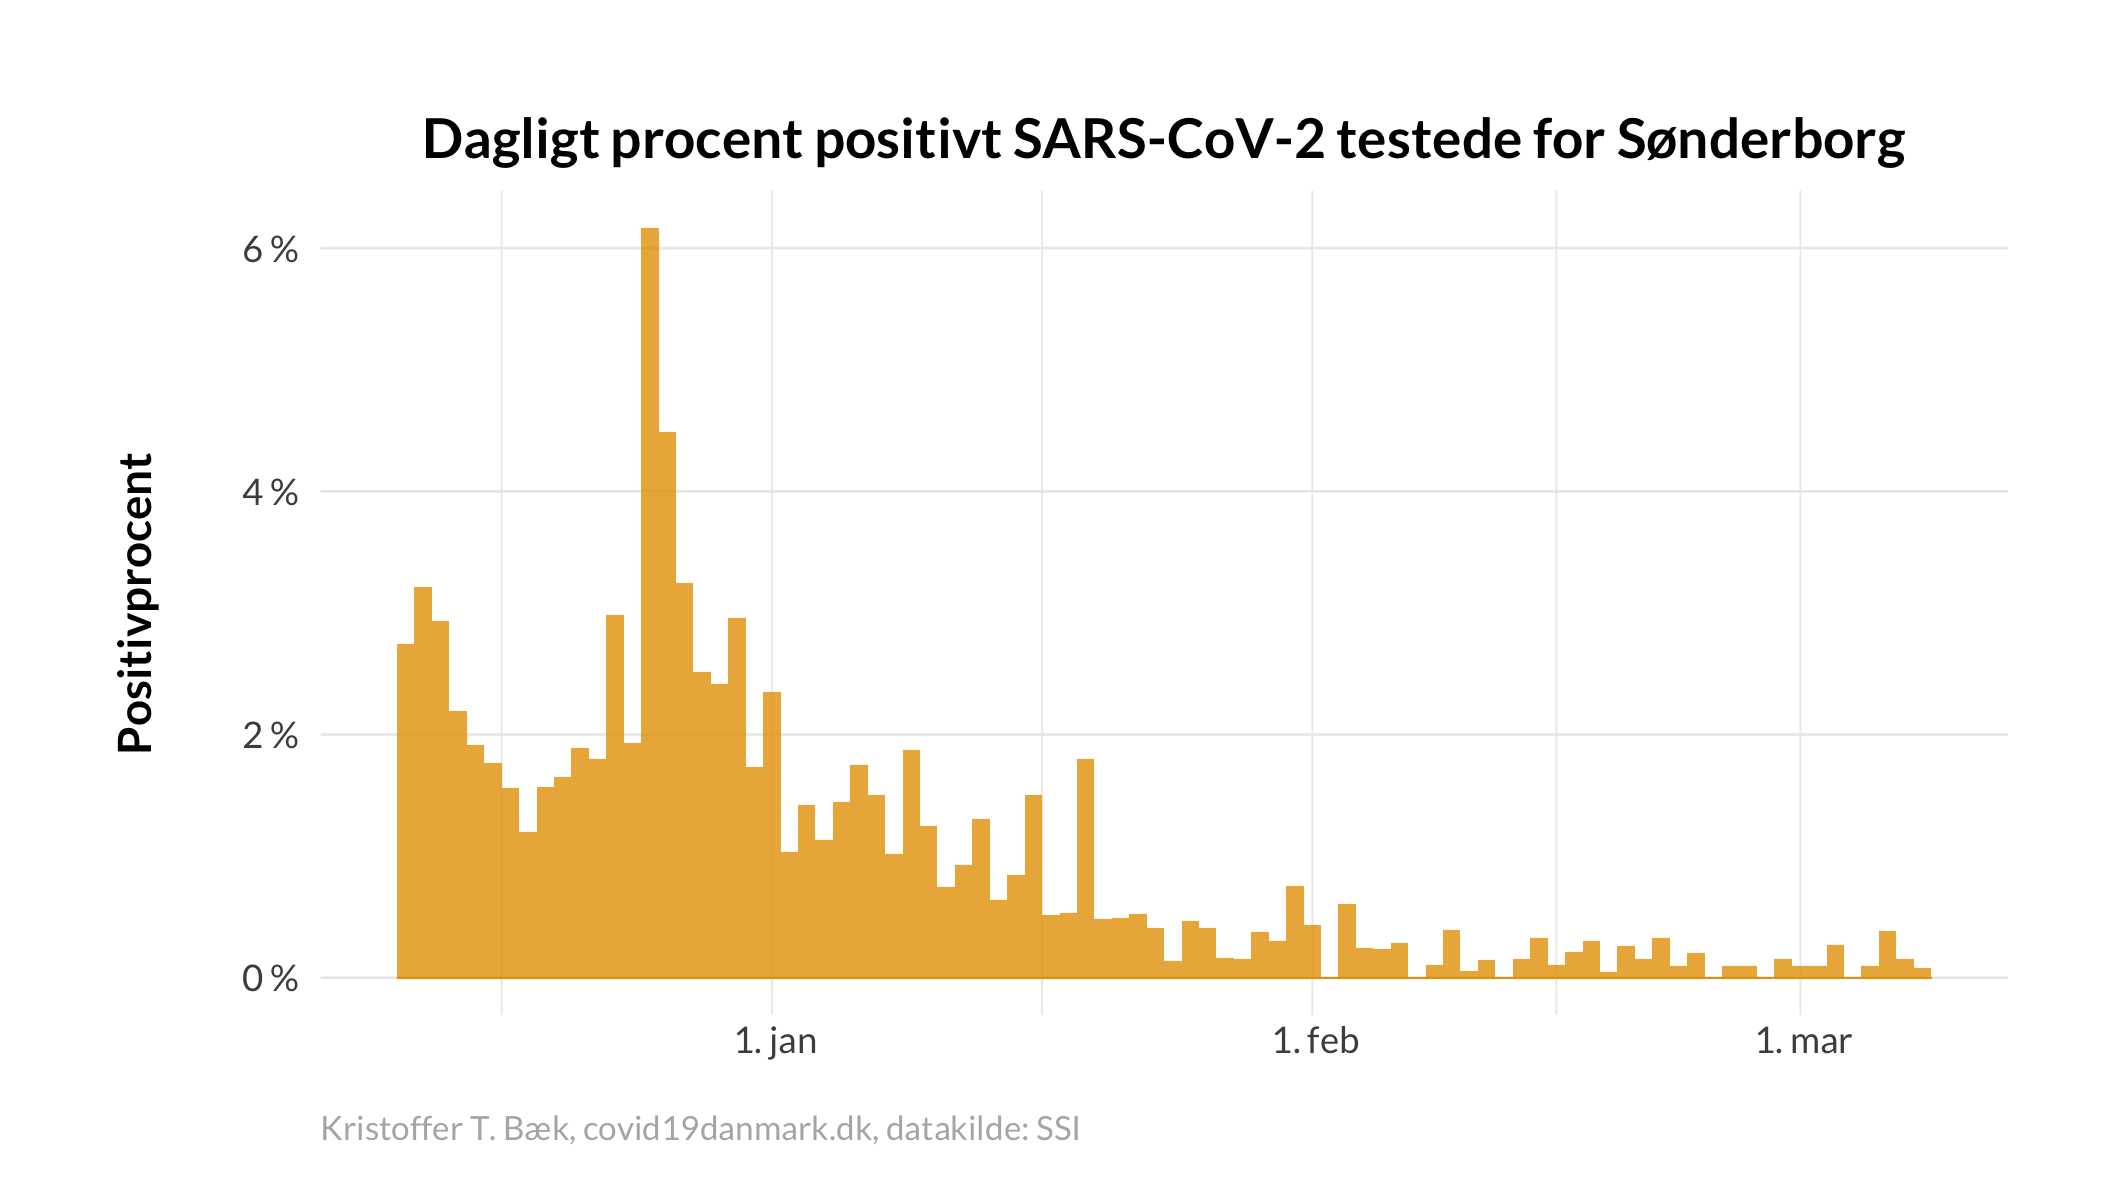 Dagligt procent positivt SARS-CoV-2 testede for Sønderborg
Positivprocent
6 %
4 %
2 %
0 %
1. jan
1. feb
1. mar
Kristoffer T. Bæk, covid19danmark.dk, datakilde: SSI